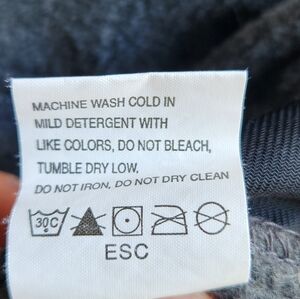 MACHINE WASH COLD IN
MILD DETERGENT WITH
LIKE COLORS, DO NOT BLEACH,
TUMBLE DRY LOW.
DO NOT IRON, DO NOT DRY CLEAN
30C
ESC